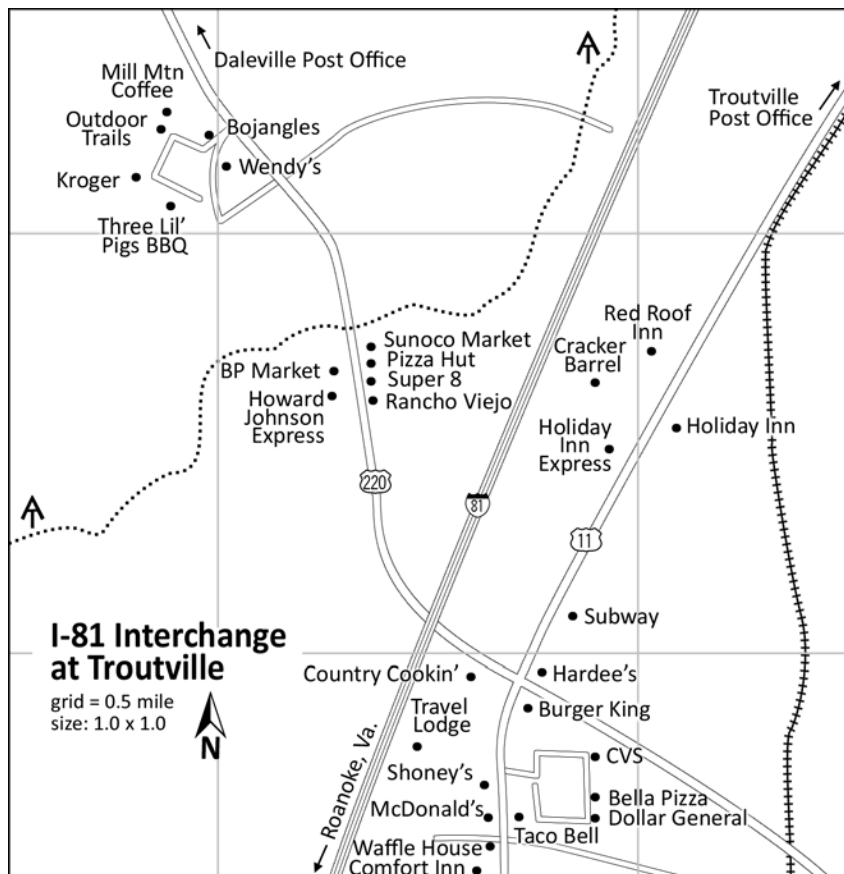 Daleville Post Office
Mill Mtn
Coffee
Outdoor
Trails
Bojangles
Wendy's
Kroger
Three Lil'
Pigs BBQ
Troutville
Post Office
Red Roof
Inn
Cracker
Barrel
Sunoco Market
Pizza Hut
Super 8
Rancho Viejo
BP Market
Howard
Johnson
Express
Holiday Inn
Holiday
Inn
Express
220
81
11
Subway
I-81 Interchange
at Troutville
grid = 0.5 mile
size: 1.0 x 1.0
N
Country Cookin'
Hardee's
Travel
Lodge
Burger King
Roanoke, Va.
CVS
Shoney's
Bella Pizza
McDonald's
Dollar General
Taco Bell
Waffle House
Comfort Inn